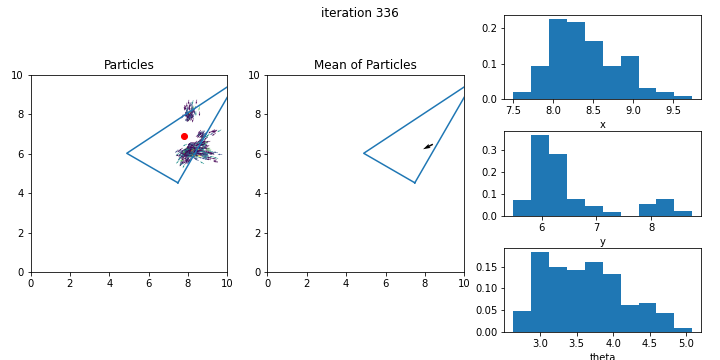 iteration 336
Particles
Mean of Particles
10
8
6
4
2
0
0 2 4 6 8 10
10
8
6
4
2
0
0 2 4 6 8 10
0.2
0.1
0.0
7.5 8.0 8.5 9.0 9.5
x
0.3
0.2
0.1
0.0
6 7 8
y
0.15
0.10
0.05
0.00
3.0 3.5 4.0 4.5 5.0
theta